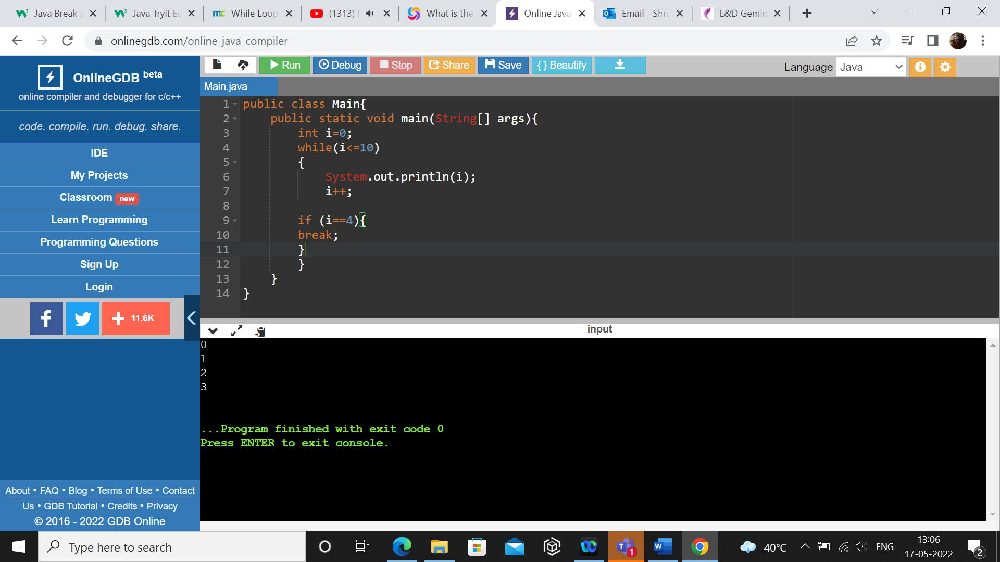 Java Break a
Java Tryit Ed
While Loop
(1313)
What is the
Online Java
Email - Shru
L&D Gemin
onlinegdb.com/online_java_compiler
OnlineGDB beta
online compiler and debugger for c/c++
code. compile. run. debug. share.
IDE
My Projects
Classroom new
Learn Programming
Programming Questions
Sign Up
Login
+ 11.6K
About • FAQ • Blog • Terms of Use • Contact
Us • GDB Tutorial • Credits • Privacy
© 2016 - 2022 GDB Online
Run
Debug
Stop
Share
Save
{ } Beautify
Language Java
Main.java
1 public class Main{
2 public static void main(String[] args){
3 int i=0;
4 while(i<=10)
5 {
6 System.out.println(i);
7 i++;
8
9 if (i==4){
10 break;
11 }
12 }
13 }
14 }
input
0
1
2
3
...Program finished with exit code 0
Press ENTER to exit console.
Type here to search
1
40°C
ENG
13:06
17-05-2022
2